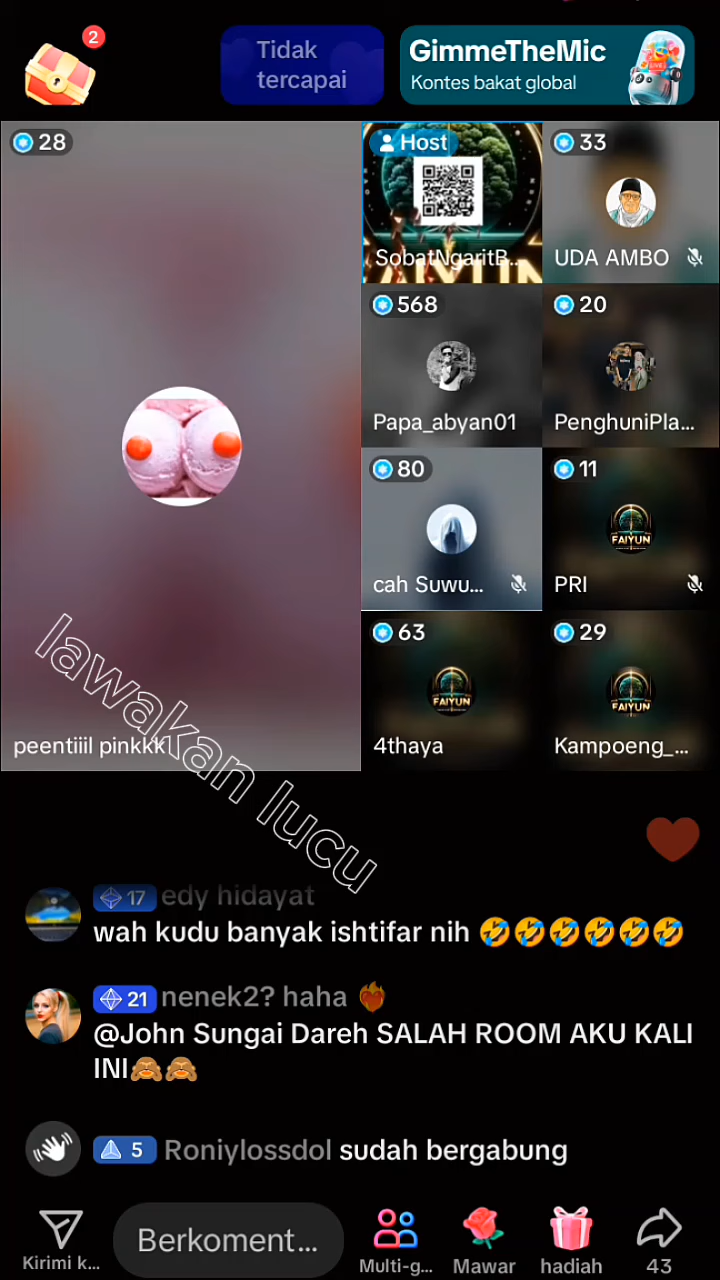 2
Tidak
tercapai
GimmeTheMic
Kontes bakat global
28
Host
33
SobatNgaritB...
UDA AMBO
568
20
Papa_abyan01
PenghuniPla...
80
11
FAIYUN
cah Suwu...
PRI
63
29
FAIYUN
FAIYUN
peentiiil pinkkk
4thaya
Kampoeng_...
lawakan lucu
17 edy hidayat
wah kudu banyak ishtifar nih 🤣🤣🤣🤣🤣🤣
21 nenek2? haha ❤️‍🔥
@John Sungai Dareh SALAH ROOM AKU KALI
INI🙈🙈
5 Roniylossdol sudah bergabung
Berkoment...
Kirimi k...
Multi-g...
Mawar
hadiah
43